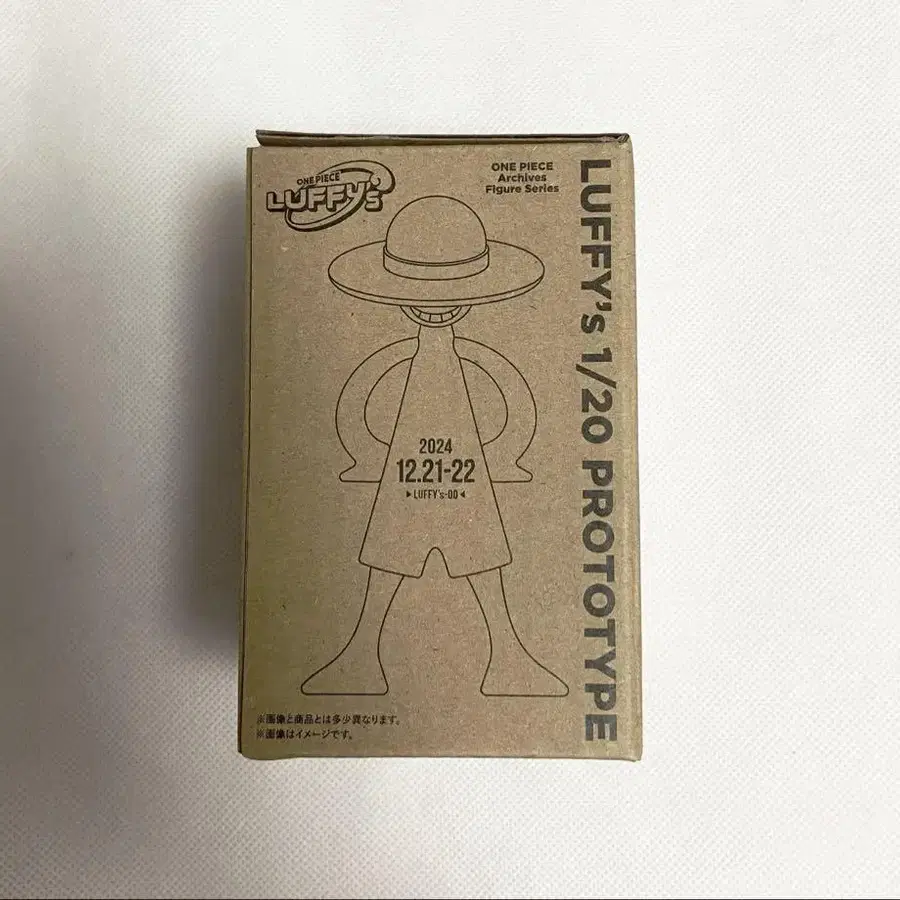 ONE PIECE
LUFFY's
ONE PIECE
Archives
Figure Series
LUFFY's 1/20 PROTOTYPE
2024
12.21-22
▶ LUFFY's-00 ◀
※画像と商品とは多少異なります。
※画像はイメージです。